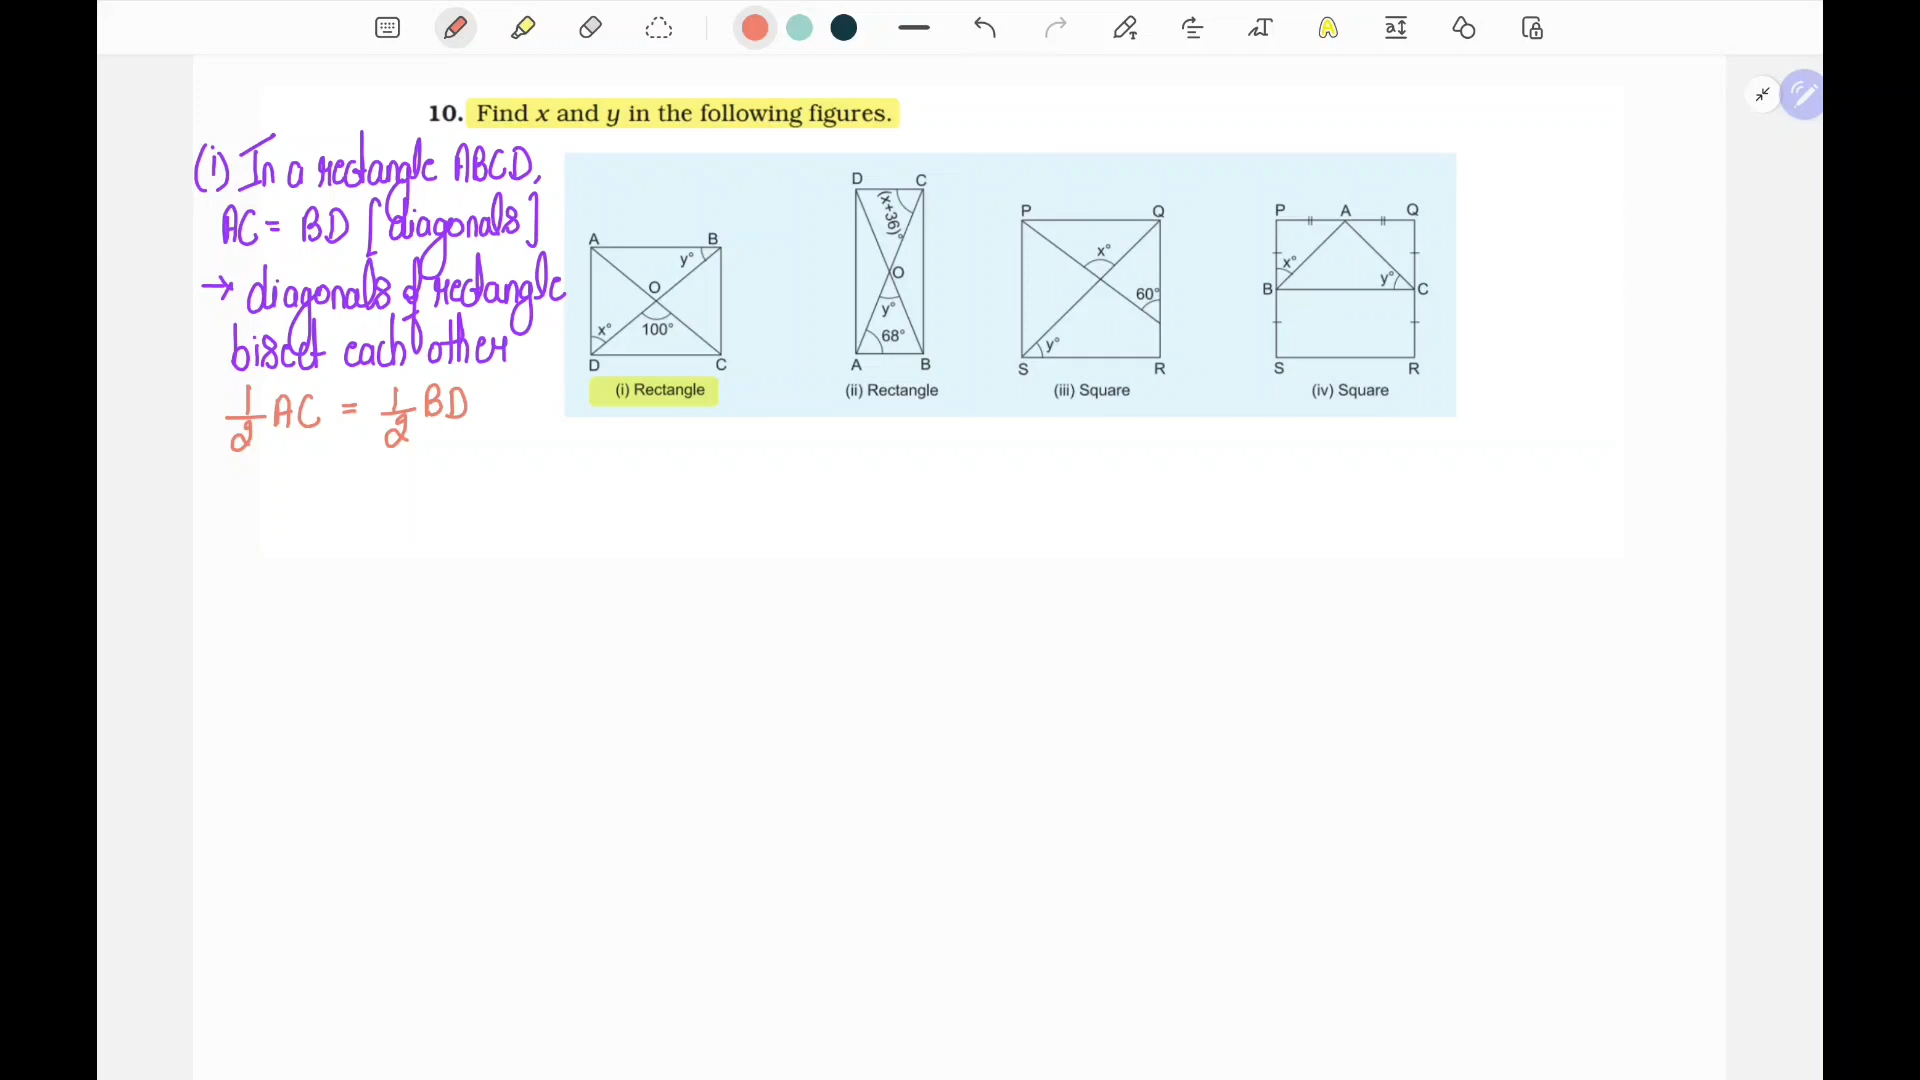 10. Find x and y in the following figures.
(i) In a rectangle ABCD,
AC = BD [diagonals]
→ diagonals of rectangle
biscet each other
1/2 AC = 1/2 BD
A B
y°
O
x° 100°
D C
(i) Rectangle
D C
(x+36)°
O
y°
68°
A B
(ii) Rectangle
P Q
x°
60°
y°
S R
(iii) Square
P A Q
x° y°
B C
S R
(iv) Square